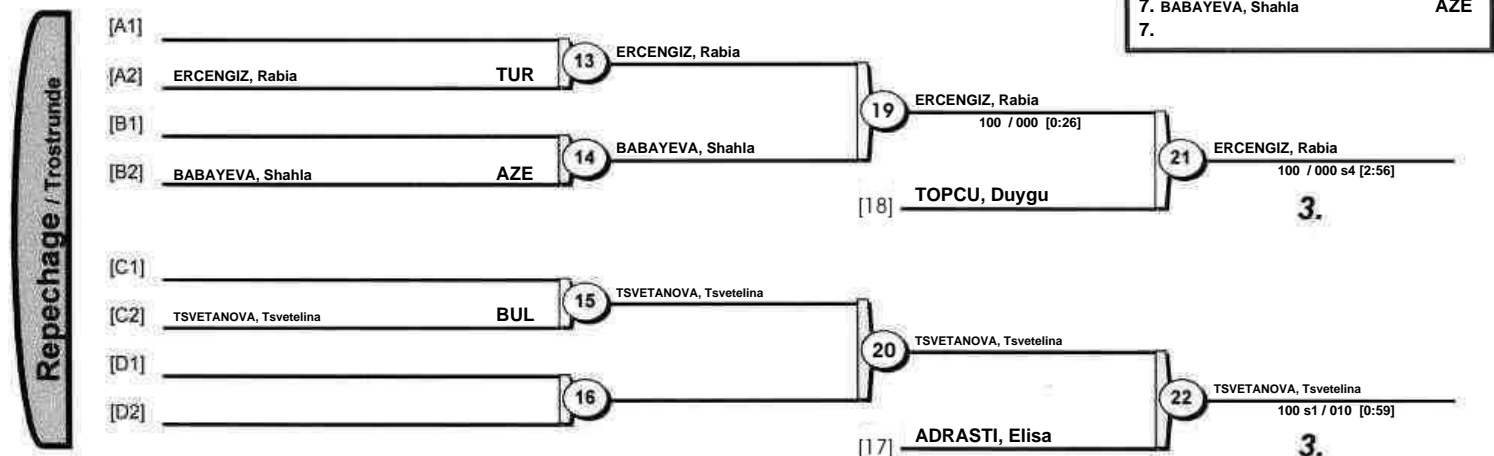 7. BABAYEVA, Shahla AZE
7.
Repechage / Trostrunde
[A1]
13 ERCENGIZ, Rabia
[A2] ERCENGIZ, Rabia TUR
19 ERCENGIZ, Rabia
100 / 000 [0:26]
[B1]
14 BABAYEVA, Shahla
21 ERCENGIZ, Rabia
100 / 000 s4 [2:56]
[B2] BABAYEVA, Shahla AZE
[18] TOPCU, Duygu
3.
[C1]
15 TSVETANOVA, Tsvetelina
[C2] TSVETANOVA, Tsvetelina BUL
20 TSVETANOVA, Tsvetelina
[D1]
16
22 TSVETANOVA, Tsvetelina
100 s1 / 010 [0:59]
[D2]
[17] ADRASTI, Elisa
3.